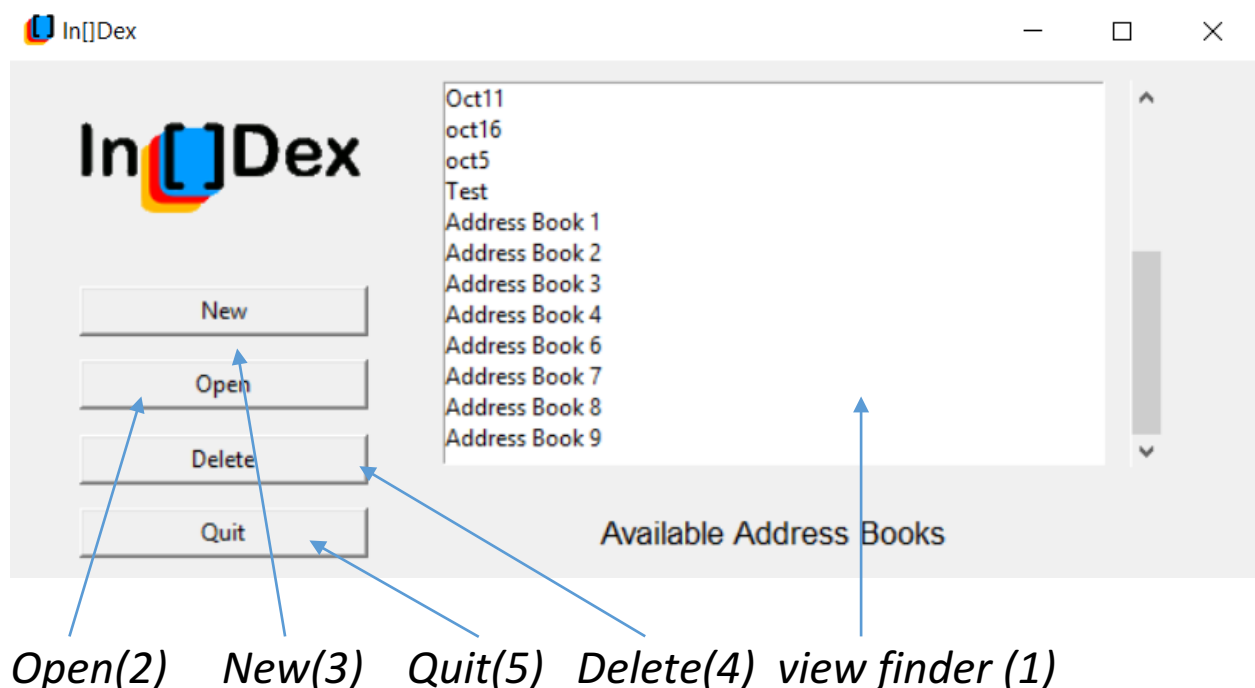 In[]Dex
In[]Dex
New
Open
Delete
Quit
Oct11
oct16
oct5
Test
Address Book 1
Address Book 2
Address Book 3
Address Book 4
Address Book 6
Address Book 7
Address Book 8
Address Book 9
Available Address Books
Open(2) New(3) Quit(5) Delete(4) view finder (1)